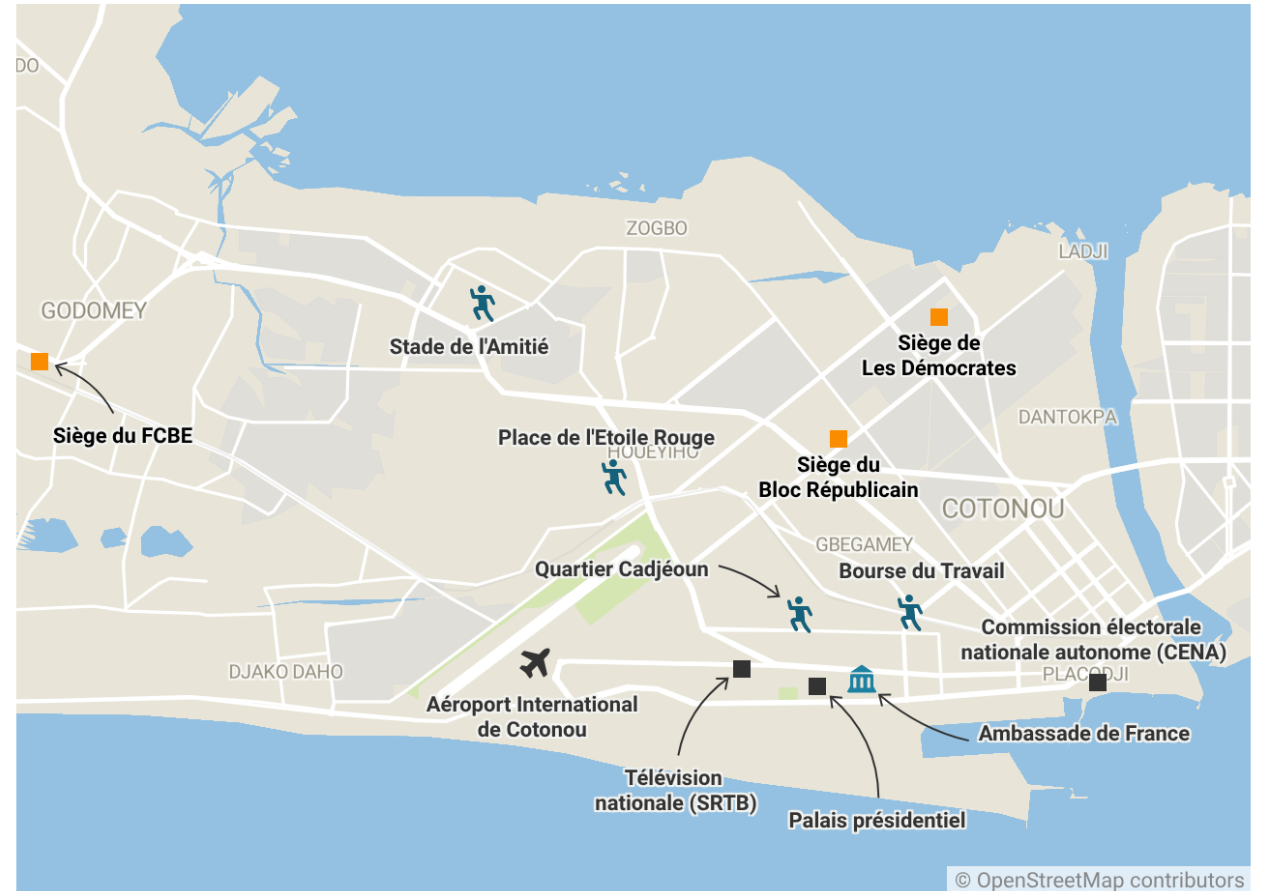 DO
ZOGBO
LADJI
GODOMEY
Stade de l'Amitié
Siège de
Les Démocrates
DANTOKPA
Siège du FCBE
Place de l'Etoile Rouge
HOUEYIHO
Siège du
Bloc Républicain
COTONOU
GBEGAMEY
Quartier Cadjéoun
Bourse du Travail
Commission électorale
nationale autonome (CENA)
DJAKO DAHO
PLACODJI
Aéroport International
de Cotonou
Ambassade de France
Télévision
nationale (SRTB)
Palais présidentiel
© OpenStreetMap contributors